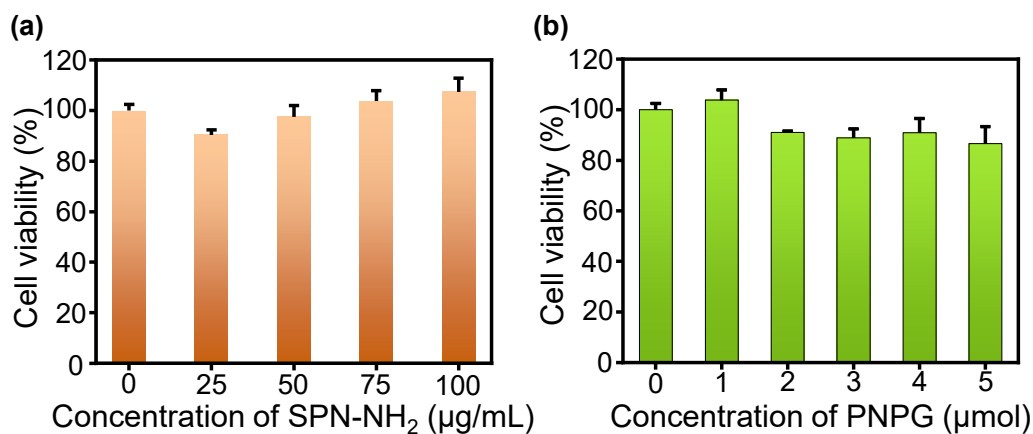 (a)
Cell viability (%)
120
100
80
60
40
20
0
0 25 50 75 100
Concentration of SPN-NH₂ (μg/mL)
(b)
Cell viability (%)
120
100
80
60
40
20
0
0 1 2 3 4 5
Concentration of PNPG (μmol)